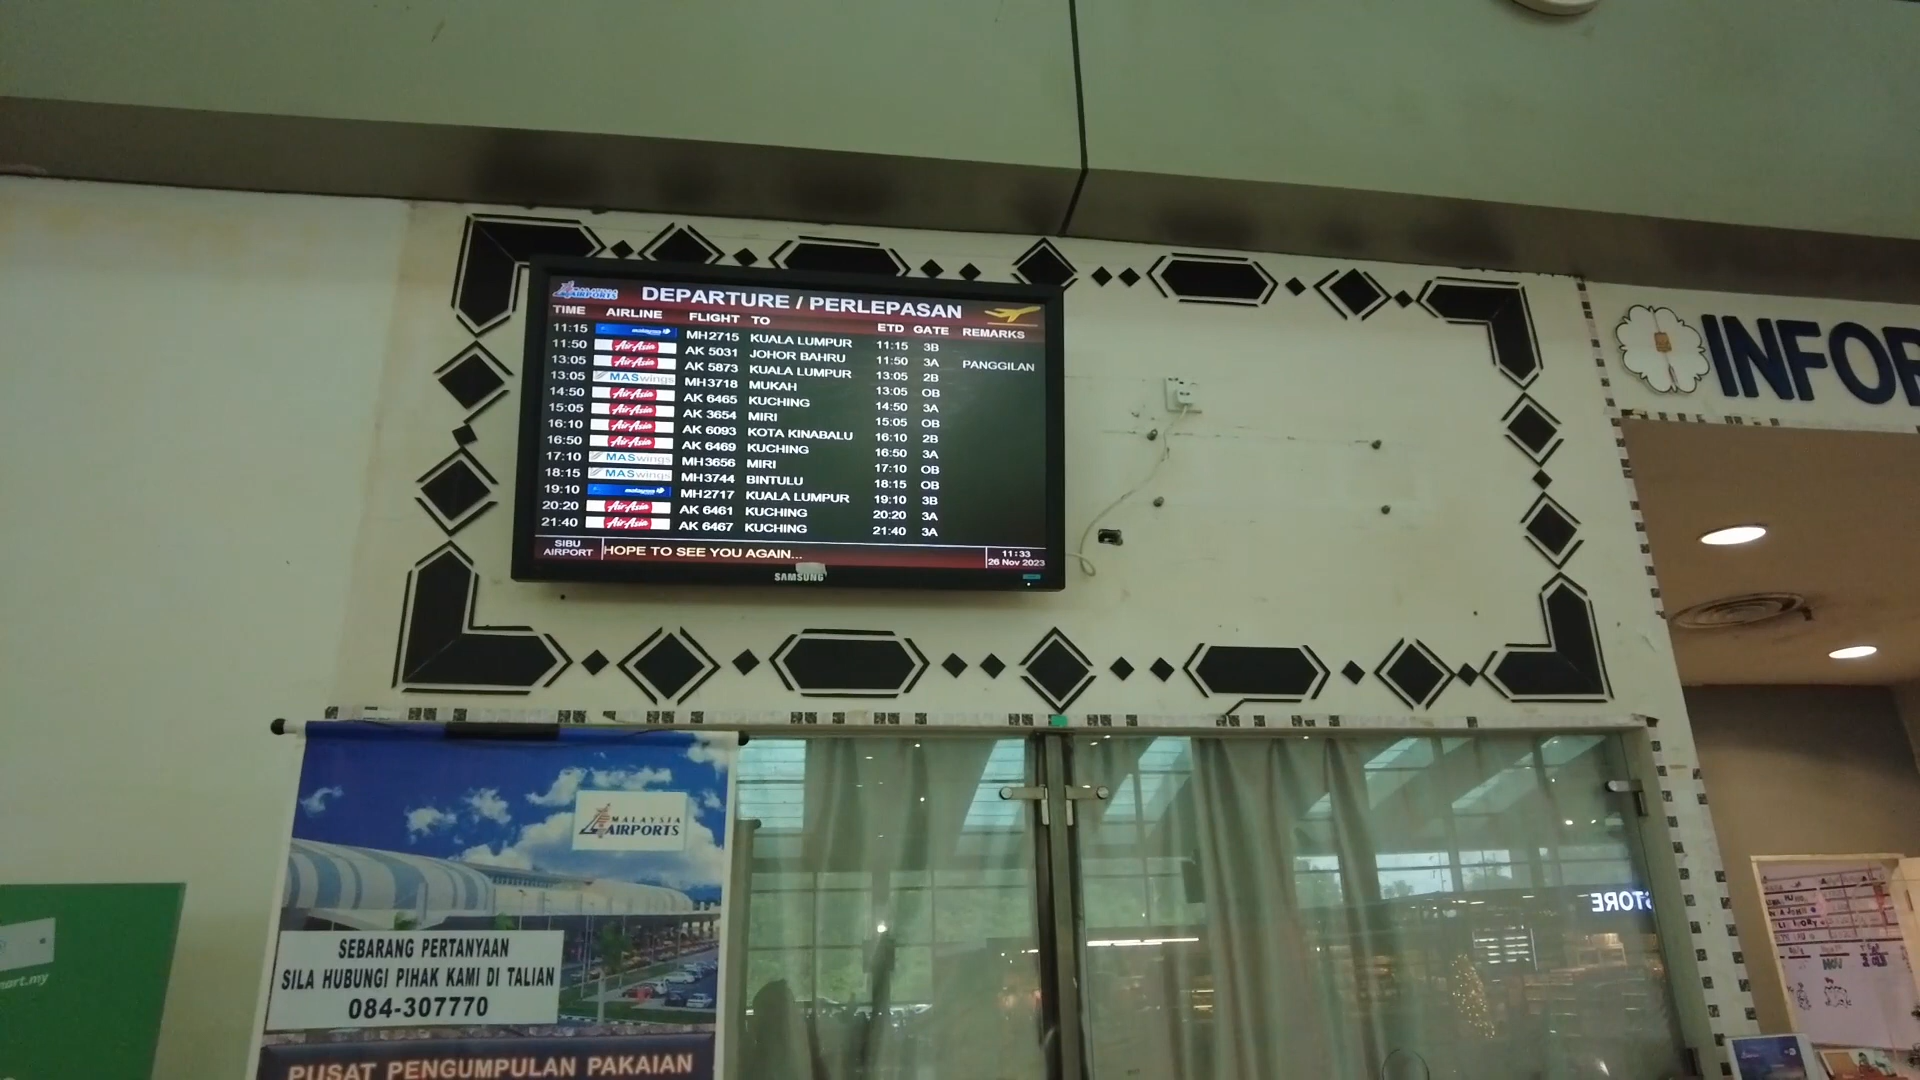 MALAYSIA AIRPORTS
DEPARTURE / PERLEPASAN
TIME AIRLINE FLIGHT TO ETD GATE REMARKS
11:15 malaysia MH2715 KUALA LUMPUR 11:15 3B
11:50 AirAsia AK 5031 JOHOR BAHRU 11:50 3A PANGGILAN
13:05 AirAsia AK 5873 KUALA LUMPUR 13:05 2B
13:05 MASwings MH3718 MUKAH 13:05 OB
14:50 AirAsia AK 6465 KUCHING 14:50 3A
15:05 AirAsia AK 3654 MIRI 15:05 OB
16:10 AirAsia AK 6093 KOTA KINABALU 16:10 2B
16:50 AirAsia AK 6469 KUCHING 16:50 3A
17:10 MASwings MH3656 MIRI 17:10 OB
18:15 MASwings MH3744 BINTULU 18:15 OB
19:10 malaysia MH2717 KUALA LUMPUR 19:10 3B
20:20 AirAsia AK 6461 KUCHING 20:20 3A
21:40 AirAsia AK 6467 KUCHING 21:40 3A
SIBU AIRPORT HOPE TO SEE YOU AGAIN... 11:33
26 Nov 2023
SAMSUNG
INFOR
MALAYSIA
AIRPORTS
SEBARANG PERTANYAAN
SILA HUBUNGI PIHAK KAMI DI TALIAN
084-307770
PUSAT PENGUMPULAN PAKAIAN
mart.my
STORE
NOV